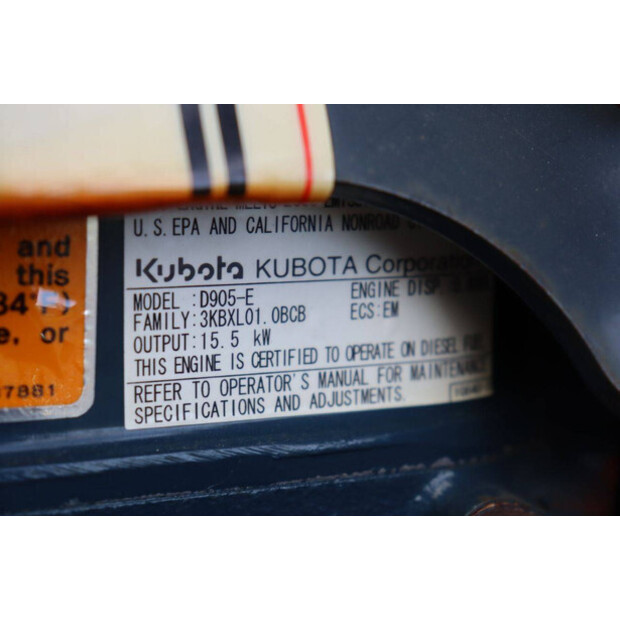 U.S. EPA AND CALIFORNIA NONROAD
Kubota KUBOTA Corporation
MODEL :D905-E ENGINE DISP.
FAMILY:3KBXL01.0BCB ECS:EM
OUTPUT:15.5 kW
THIS ENGINE IS CERTIFIED TO OPERATE ON DIESEL FUEL
REFER TO OPERATOR'S MANUAL FOR MAINTENANCE
SPECIFICATIONS AND ADJUSTMENTS.
and
this
e. or
7881